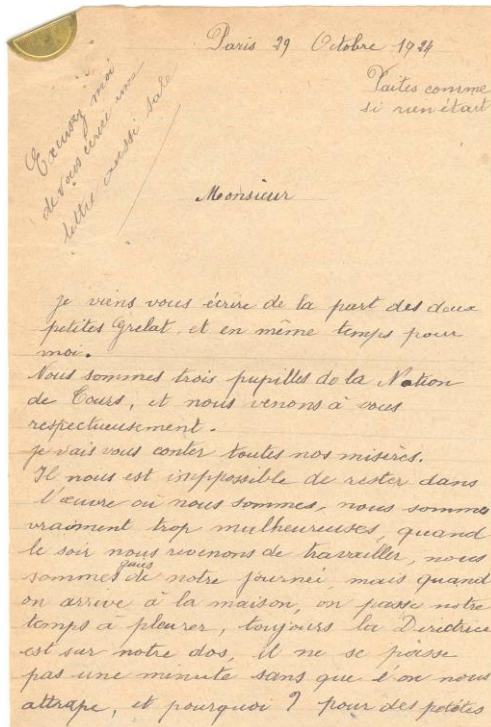 Paris 29 Octobre 1924
Faites comme
si rien était
Excusez moi
de vous écrire une
lettre aussi sale
Monsieur
je viens vous écrire de la part des deux
petites Grelat, et en même temps pour
moi.
Nous sommes trois pupilles de la Nation
de Tours, et nous venons à vous
respectueusement.
je vais vous conter toutes nos misères.
Il nous est imppossible de rester dans
l'œuvre où nous sommes, nous sommes
vraiment trop malheureuses, quand
le soir nous revenons de travailler, nous
sommes gaies de notre journeé, mais quand
on arrive à la maison, on passe notre
temps à pleurer, toujours la Directrice
est sur notre dos, il ne se passe
pas une minute sans que l'on nous
attrape, et pourquoi ? pour des petites